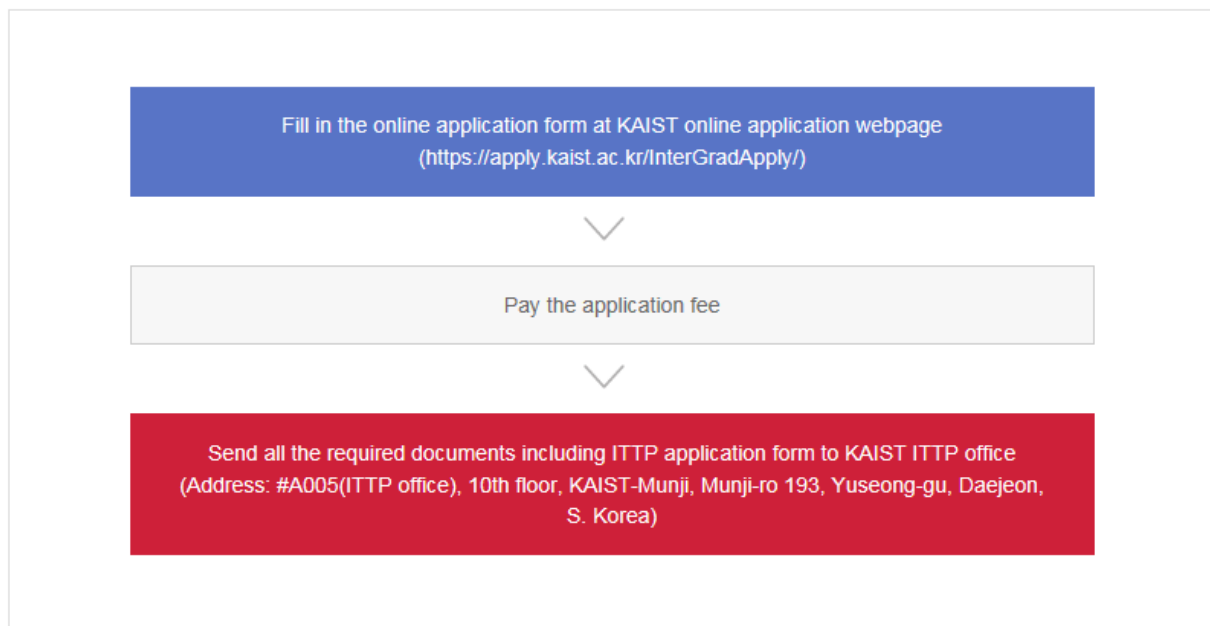 Fill in the online application form at KAIST online application webpage
(https://apply.kaist.ac.kr/InterGradApply/)
Pay the application fee
Send all the required documents including ITTP application form to KAIST ITTP office
(Address: #A005(ITTP office), 10th floor, KAIST-Munji, Munji-ro 193, Yuseong-gu, Daejeon,
S. Korea)